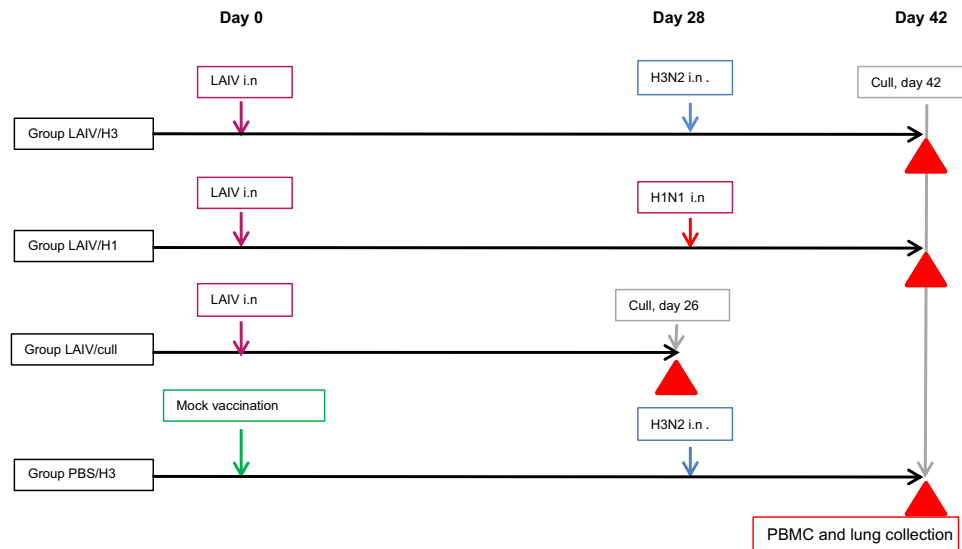 Day 0
Day 28
Day 42
LAIV i.n
H3N2 i.n .
Cull, day 42
Group LAIV/H3
LAIV i.n
H1N1 i.n
Group LAIV/H1
LAIV i.n
Cull, day 26
Group LAIV/cull
Mock vaccination
H3N2 i.n .
Group PBS/H3
PBMC and lung collection